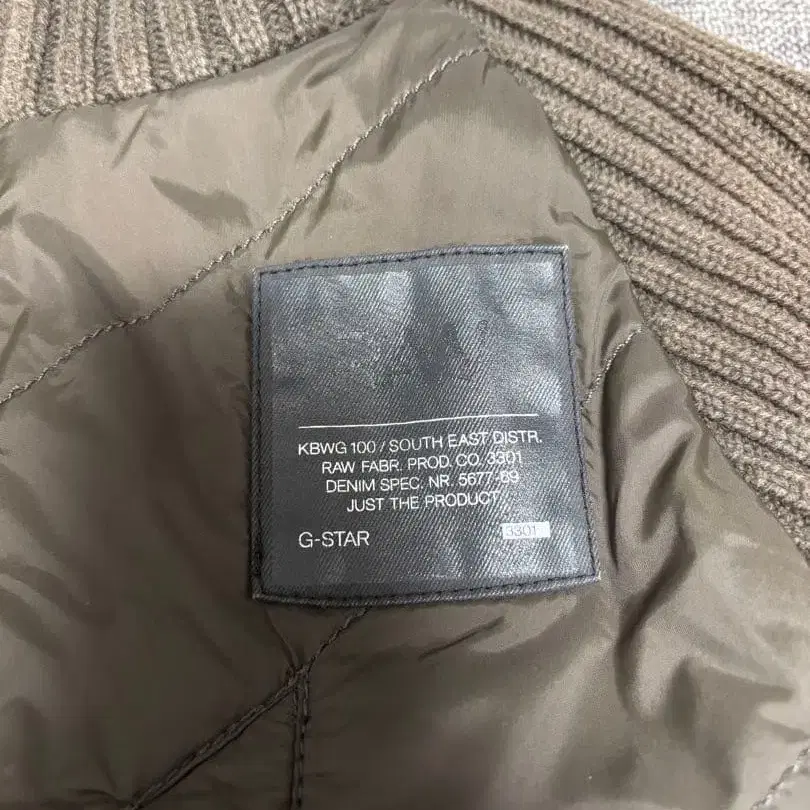 KBWG 100 / SOUTH EAST DISTR.
RAW FABR. PROD. CO. 3301
DENIM SPEC. NR. 5677-69
JUST THE PRODUCT
G-STAR 3301